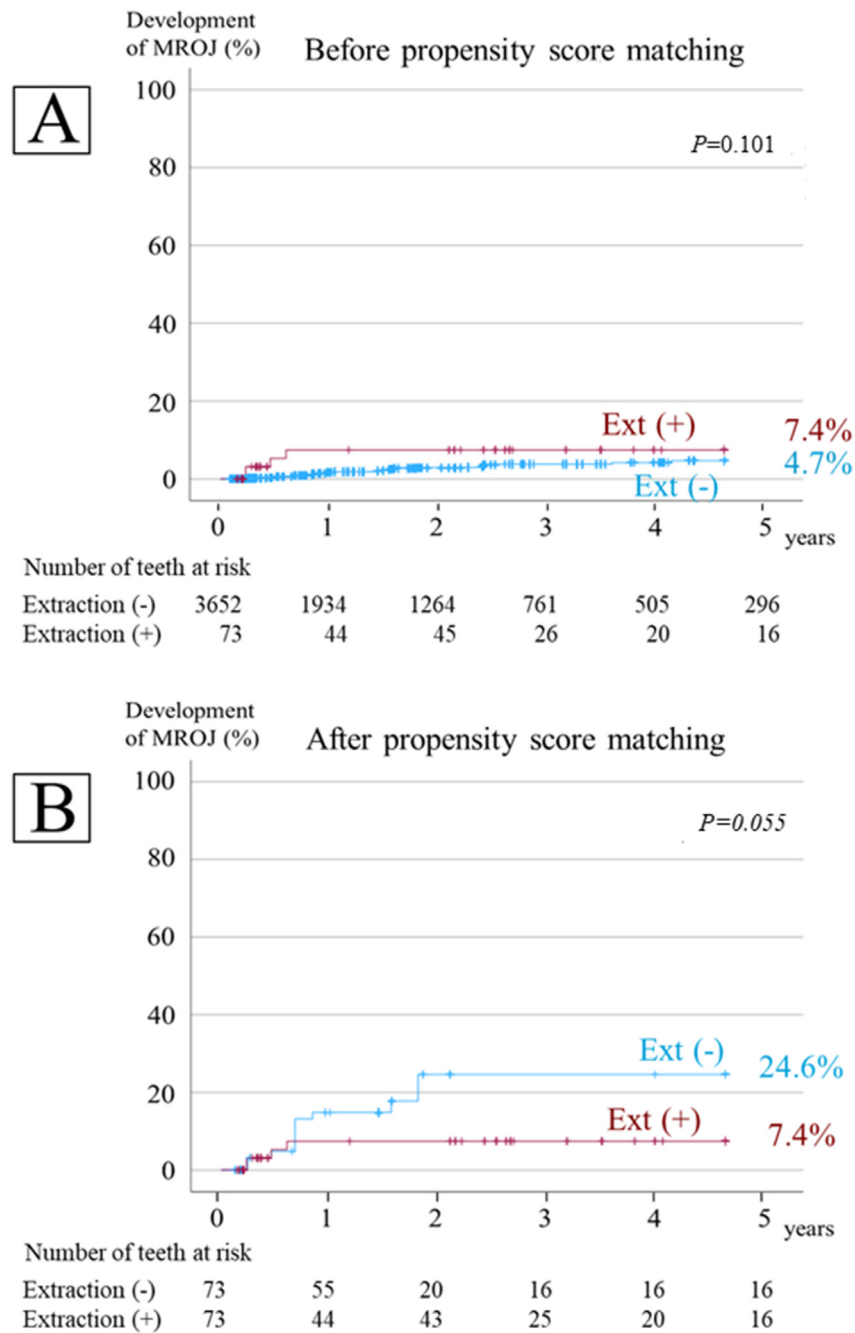 Development
of MROJ (%)
Before propensity score matching
A
100
P=0.101
80
60
40
20
Ext (+)
7.4%
4.7%
0
Ext (-)
0 1 2 3 4 5 years
Number of teeth at risk
Extraction (-) 3652 1934 1264 761 505 296
Extraction (+) 73 44 45 26 20 16
Development
of MROJ (%)
After propensity score matching
B
100
P=0.055
80
60
40
Ext (-)
24.6%
20
Ext (+)
7.4%
0
0 1 2 3 4 5 years
Number of teeth at risk
Extraction (-) 73 55 20 16 16 16
Extraction (+) 73 44 43 25 20 16